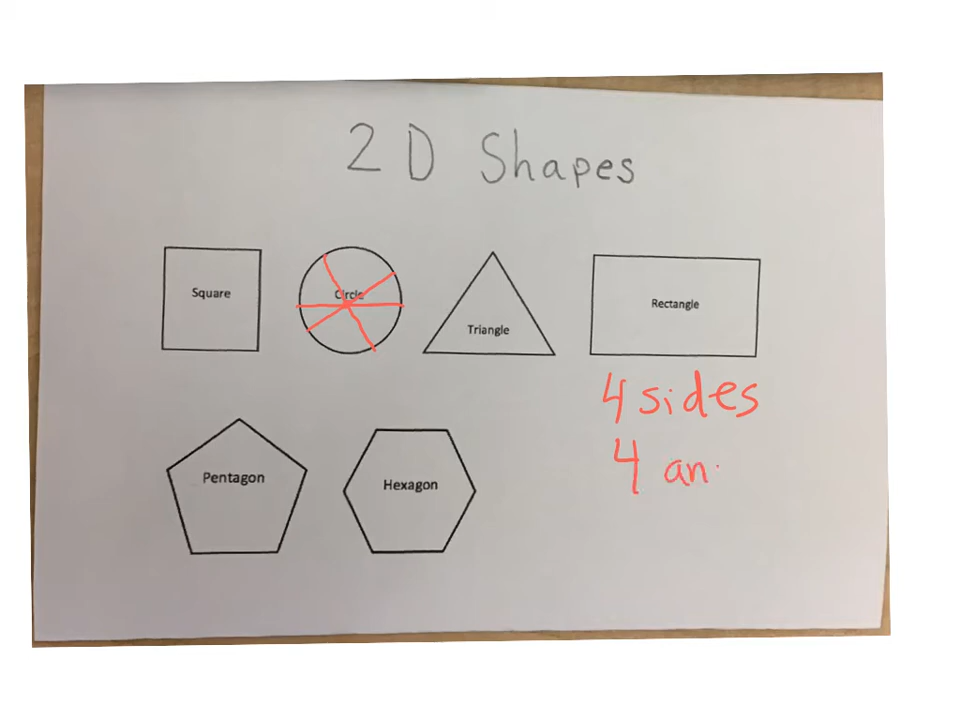 2D Shapes
Square
Circle
Triangle
Rectangle
4 sides
4 an
Pentagon
Hexagon